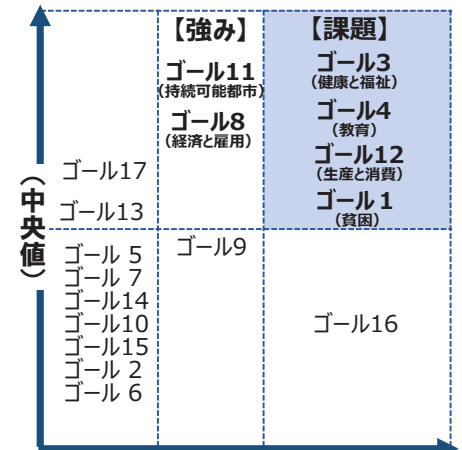 【強み】
【課題】
ゴール11
（持続可能都市）
ゴール8
（経済と雇用）
ゴール3
（健康と福祉）
ゴール4
（教育）
ゴール12
（生産と消費）
ゴール１
（貧困）
（中央値）
ゴール17
ゴール13
ゴール 5
ゴール 7
ゴール14
ゴール10
ゴール15
ゴール 2
ゴール 6
ゴール9
ゴール16